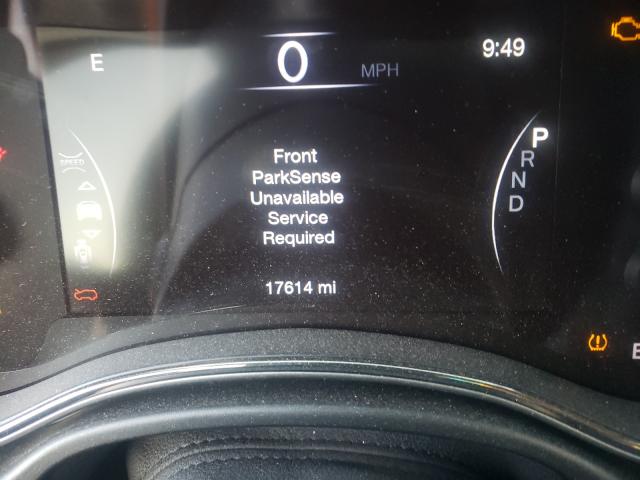 E
0 MPH
9:49
Front
ParkSense
Unavailable
Service
Required
17614 mi
SPEED
P
R
N
D
E